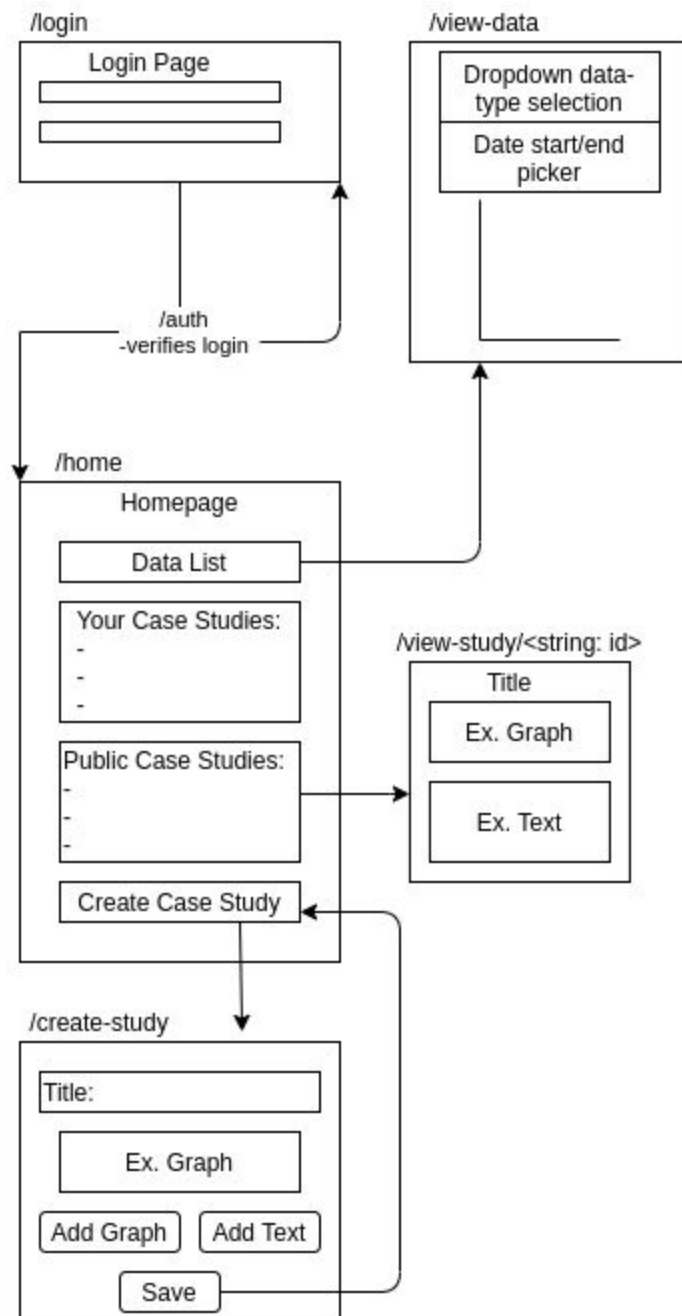 /login
Login Page
/auth
-verifies login
/view-data
Dropdown data-
type selection
Date start/end
picker
/home
Homepage
Data List
Your Case Studies:
-
-
-
Public Case Studies:
-
-
-
Create Case Study
/view-study/<string: id>
Title
Ex. Graph
Ex. Text
/create-study
Title:
Ex. Graph
Add Graph
Add Text
Save